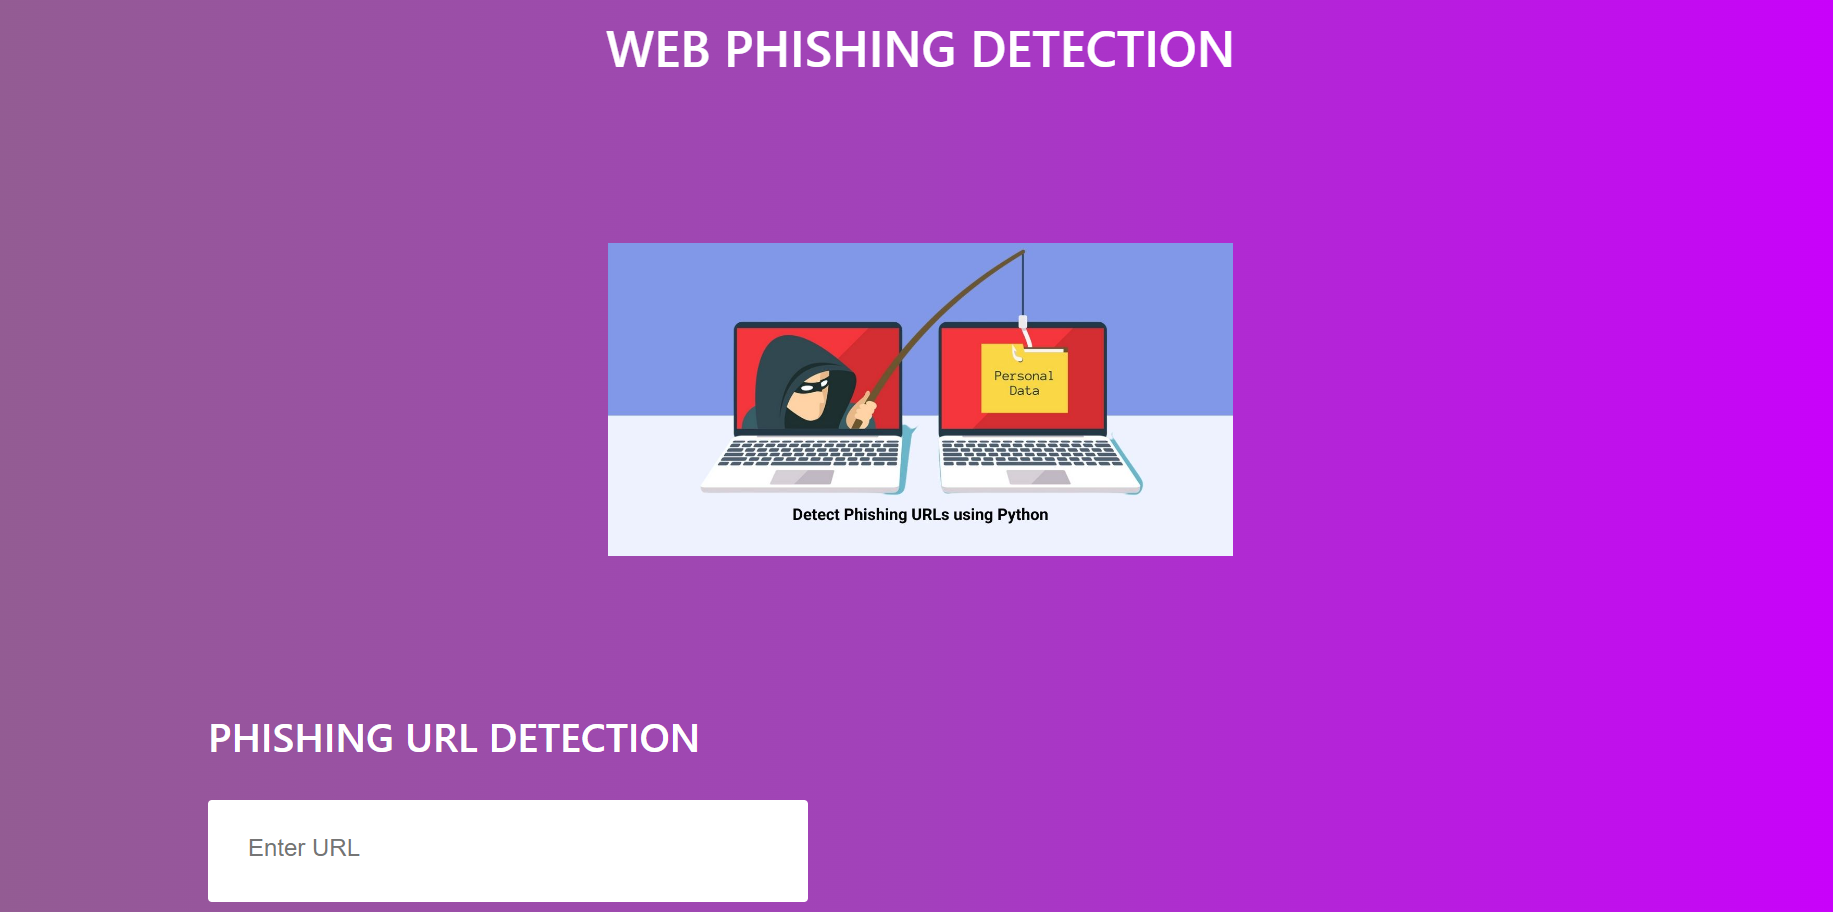 WEB PHISHING DETECTION
Personal
Data
Detect Phishing URLs using Python
PHISHING URL DETECTION
Enter URL